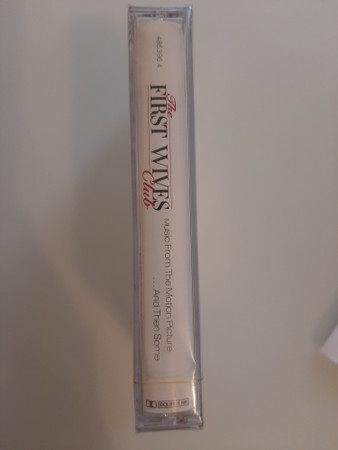 The
FIRST WIVES
Club
Music From The Motion Picture
... And Then Some